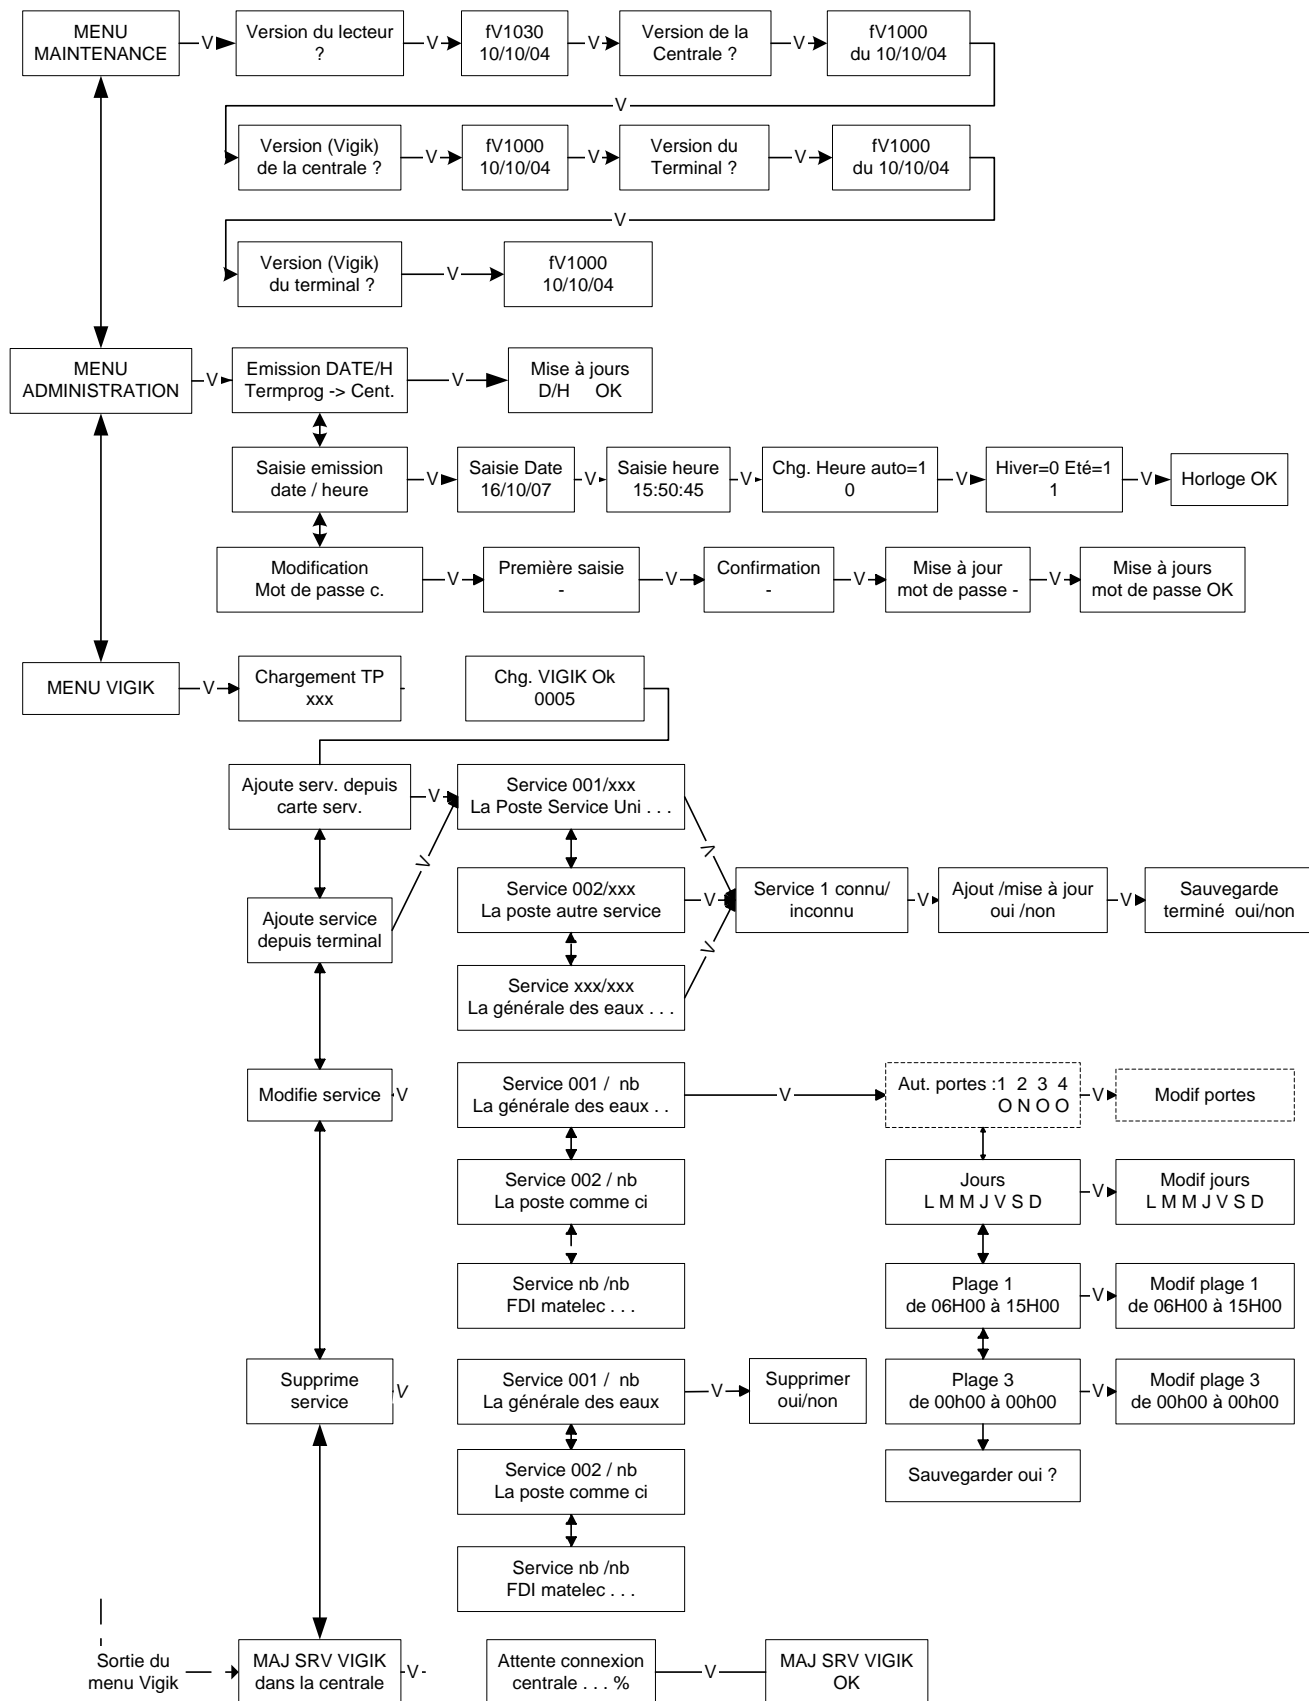 MENU
MAINTENANCE
V
Version du lecteur
?
V
fV1030
10/10/04
V
Version de la
Centrale ?
V
fV1000
du 10/10/04
V
Version (Vigik)
de la centrale ?
V
fV1000
10/10/04
V
Version du
Terminal ?
V
fV1000
du 10/10/04
V
Version (Vigik)
du terminal ?
V
fV1000
10/10/04
MENU
ADMINISTRATION
V
Emission DATE/H
Termprog -> Cent.
V
Mise à jours
D/H OK
Saisie emission
date / heure
V
Saisie Date
16/10/07
V
Saisie heure
15:50:45
V
Chg. Heure auto=1
0
V
Hiver=0 Eté=1
1
V
Horloge OK
Modification
Mot de passe c.
V
Première saisie
-
V
Confirmation
-
V
Mise à jour
mot de passe -
V
Mise à jours
mot de passe OK
MENU VIGIK
V
Chargement TP
xxx
Chg. VIGIK Ok
0005
Ajoute serv. depuis
carte serv.
V
Service 001/xxx
La Poste Service Uni . . .
V
Ajoute service
depuis terminal
V
Service 002/xxx
La poste autre service
V
Service 1 connu/
inconnu
V
Ajout /mise à jour
oui /non
V
Sauvegarde
terminé oui/non
Service xxx/xxx
La générale des eaux . . .
V
Modifie service
V
Service 001 / nb
La générale des eaux . .
V
Aut. portes :1 2 3 4
O N O O
V
Modif portes
Service 002 / nb
La poste comme ci
Jours
L M M J V S D
V
Modif jours
L M M J V S D
Service nb /nb
FDI matelec . . .
Plage 1
de 06H00 à 15H00
V
Modif plage 1
de 06H00 à 15H00
Supprime
service
V
Service 001 / nb
La générale des eaux
V
Supprimer
oui/non
Plage 3
de 00h00 à 00h00
V
Modif plage 3
de 00h00 à 00h00
Service 002 / nb
La poste comme ci
Sauvegarder oui ?
Service nb /nb
FDI matelec . . .
Sortie du
menu Vigik
MAJ SRV VIGIK
dans la centrale
V
Attente connexion
centrale . . . %
V
MAJ SRV VIGIK
OK